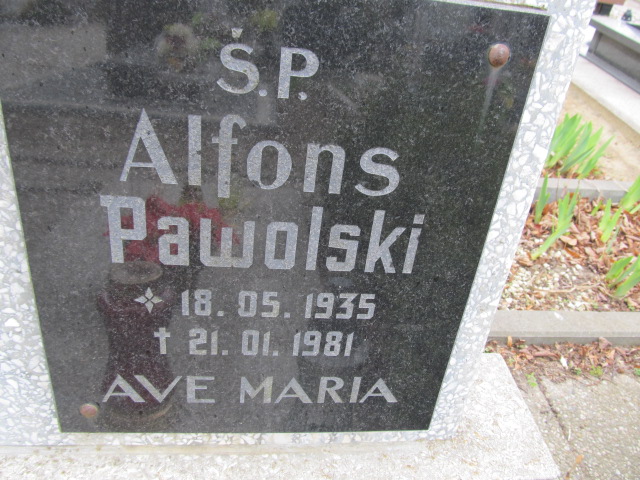 Ś.P.
Alfons
Pawolski
18. 05. 1935
† 21. 01. 1981
AVE MARIA